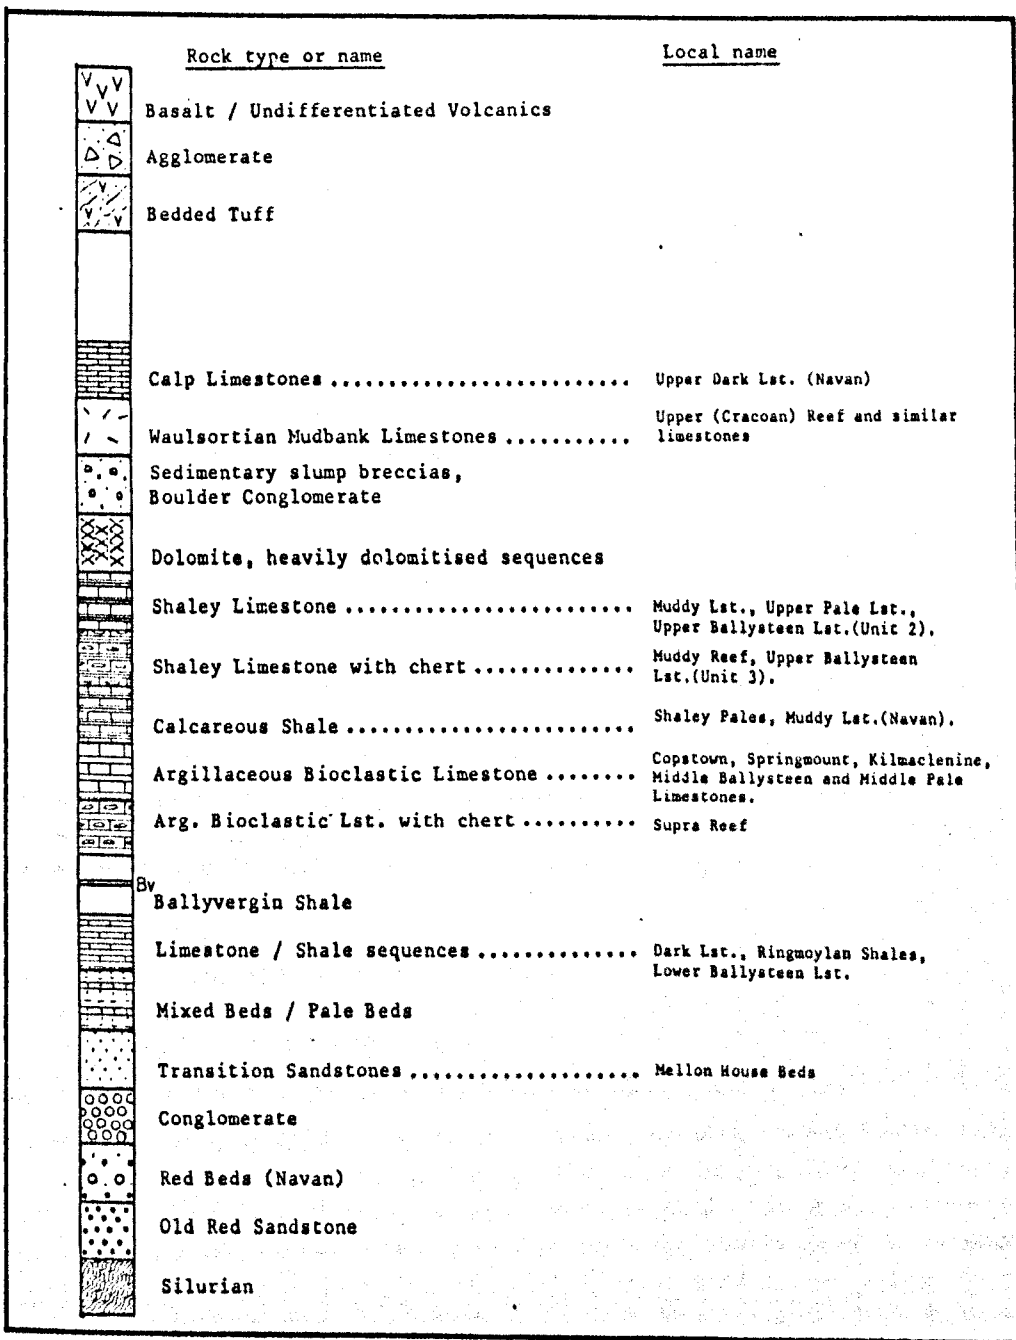 Rock type or name Local name
Basalt / Undifferentiated Volcanics
Agglomerate
Bedded Tuff
Calp Limestones .......................... Upper Dark Lst. (Navan)
Waulsortian Mudbank Limestones ........... Upper (Cracoan) Reef and similar
limestones
Sedimentary slump breccias,
Boulder Conglomerate
Dolomite, heavily dolomitised sequences
Shaley Limestone ......................... Muddy Lst., Upper Pale Lst.,
Upper Ballysteen Lst.(Unit 2).
Shaley Limestone with chert .............. Muddy Reef, Upper Ballysteen
Lst.(Unit 3).
Calcareous Shale ......................... Shaley Pales, Muddy Lst.(Navan).
Argillaceous Bioclastic Limestone ........ Copstown, Springmount, Kilmaclenine,
Middle Ballysteen and Middle Pale
Limestones.
Arg. Bioclastic Lst. with chert .......... Supra Reef
Bv
Ballyvergin Shale
Limestone / Shale sequences .............. Dark Lst., Ringmoylan Shales,
Lower Ballysteen Lst.
Mixed Beds / Pale Beds
Transition Sandstones .................... Mellon House Beds
Conglomerate
Red Beds (Navan)
Old Red Sandstone
Silurian